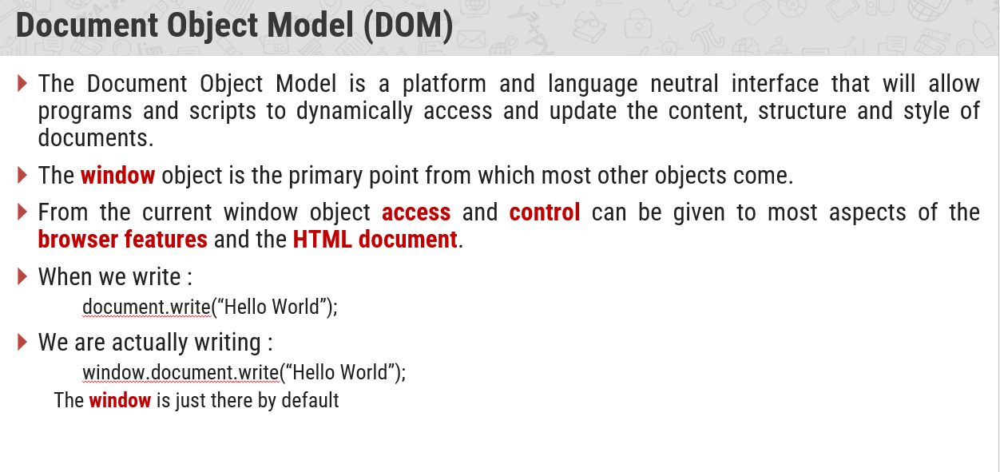 Document Object Model (DOM)
The Document Object Model is a platform and language neutral interface that will allow
programs and scripts to dynamically access and update the content, structure and style of
documents.
The window object is the primary point from which most other objects come.
From the current window object access and control can be given to most aspects of the
browser features and the HTML document.
When we write :
document.write(“Hello World”);
We are actually writing :
window.document.write(“Hello World”);
The window is just there by default